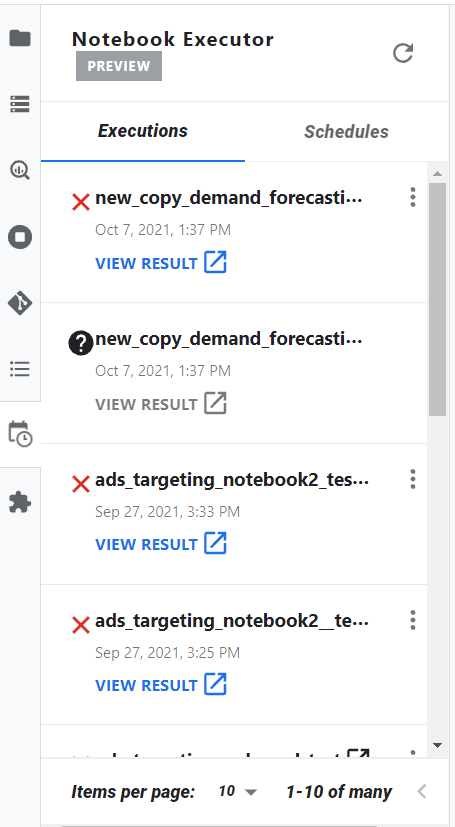 Notebook Executor
PREVIEW
Executions Schedules
new_copy_demand_forecasti...
Oct 7, 2021, 1:37 PM
VIEW RESULT
new_copy_demand_forecasti...
Oct 7, 2021, 1:37 PM
VIEW RESULT
ads_targeting_notebook2_tes...
Sep 27, 2021, 3:33 PM
VIEW RESULT
ads_targeting_notebook2__te...
Sep 27, 2021, 3:25 PM
VIEW RESULT
Items per page: 10 1-10 of many